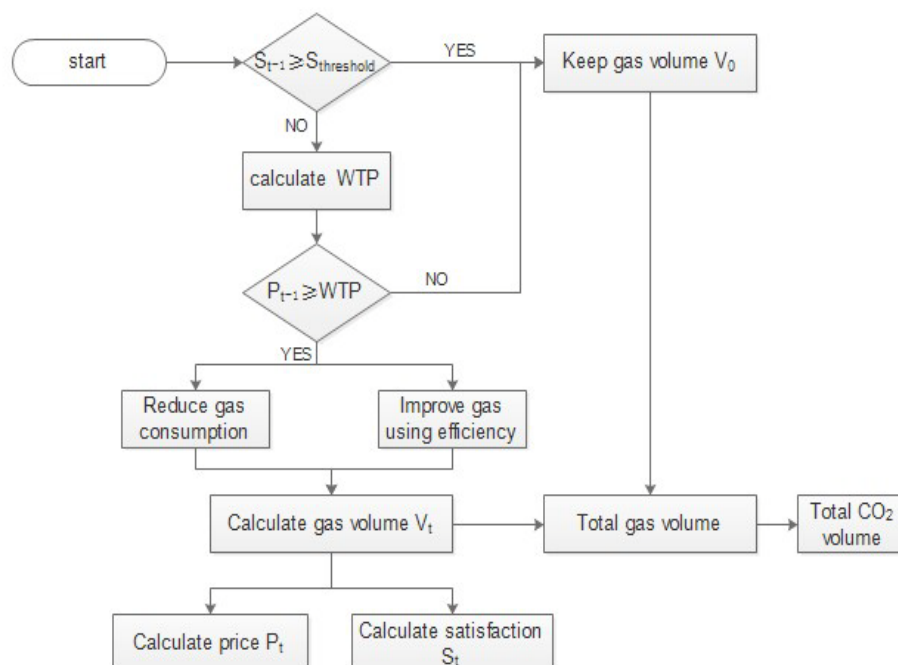 start
S₍t−1₎ ≥ Sthreshold
YES
Keep gas volume V₀
NO
calculate WTP
Pt−1 ≥ WTP
NO
YES
Reduce gas
consumption
Improve gas
using efficiency
Calculate gas volume Vt
Total gas volume
Total CO₂
volume
Calculate price Pt
Calculate satisfaction
St